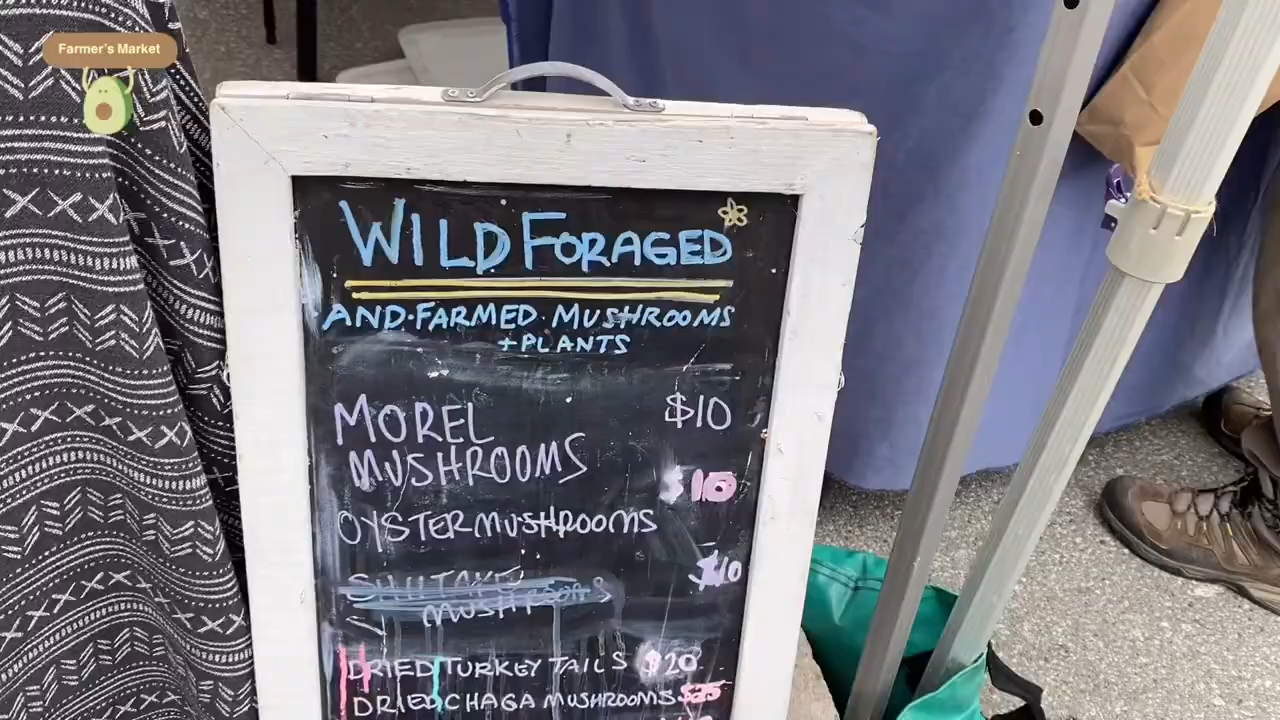 Farmer's Market
WILD FORAGED
AND·FARMED MUSHROOMS
+PLANTS
MOREL $10
MUSHROOMS
$10
OYSTER MUSHROOMS
$10
SHIITAKE
MUSHROOMS
DRIED TURKEY TAILS $20
DRIED CHAGA MUSHROOMS $25